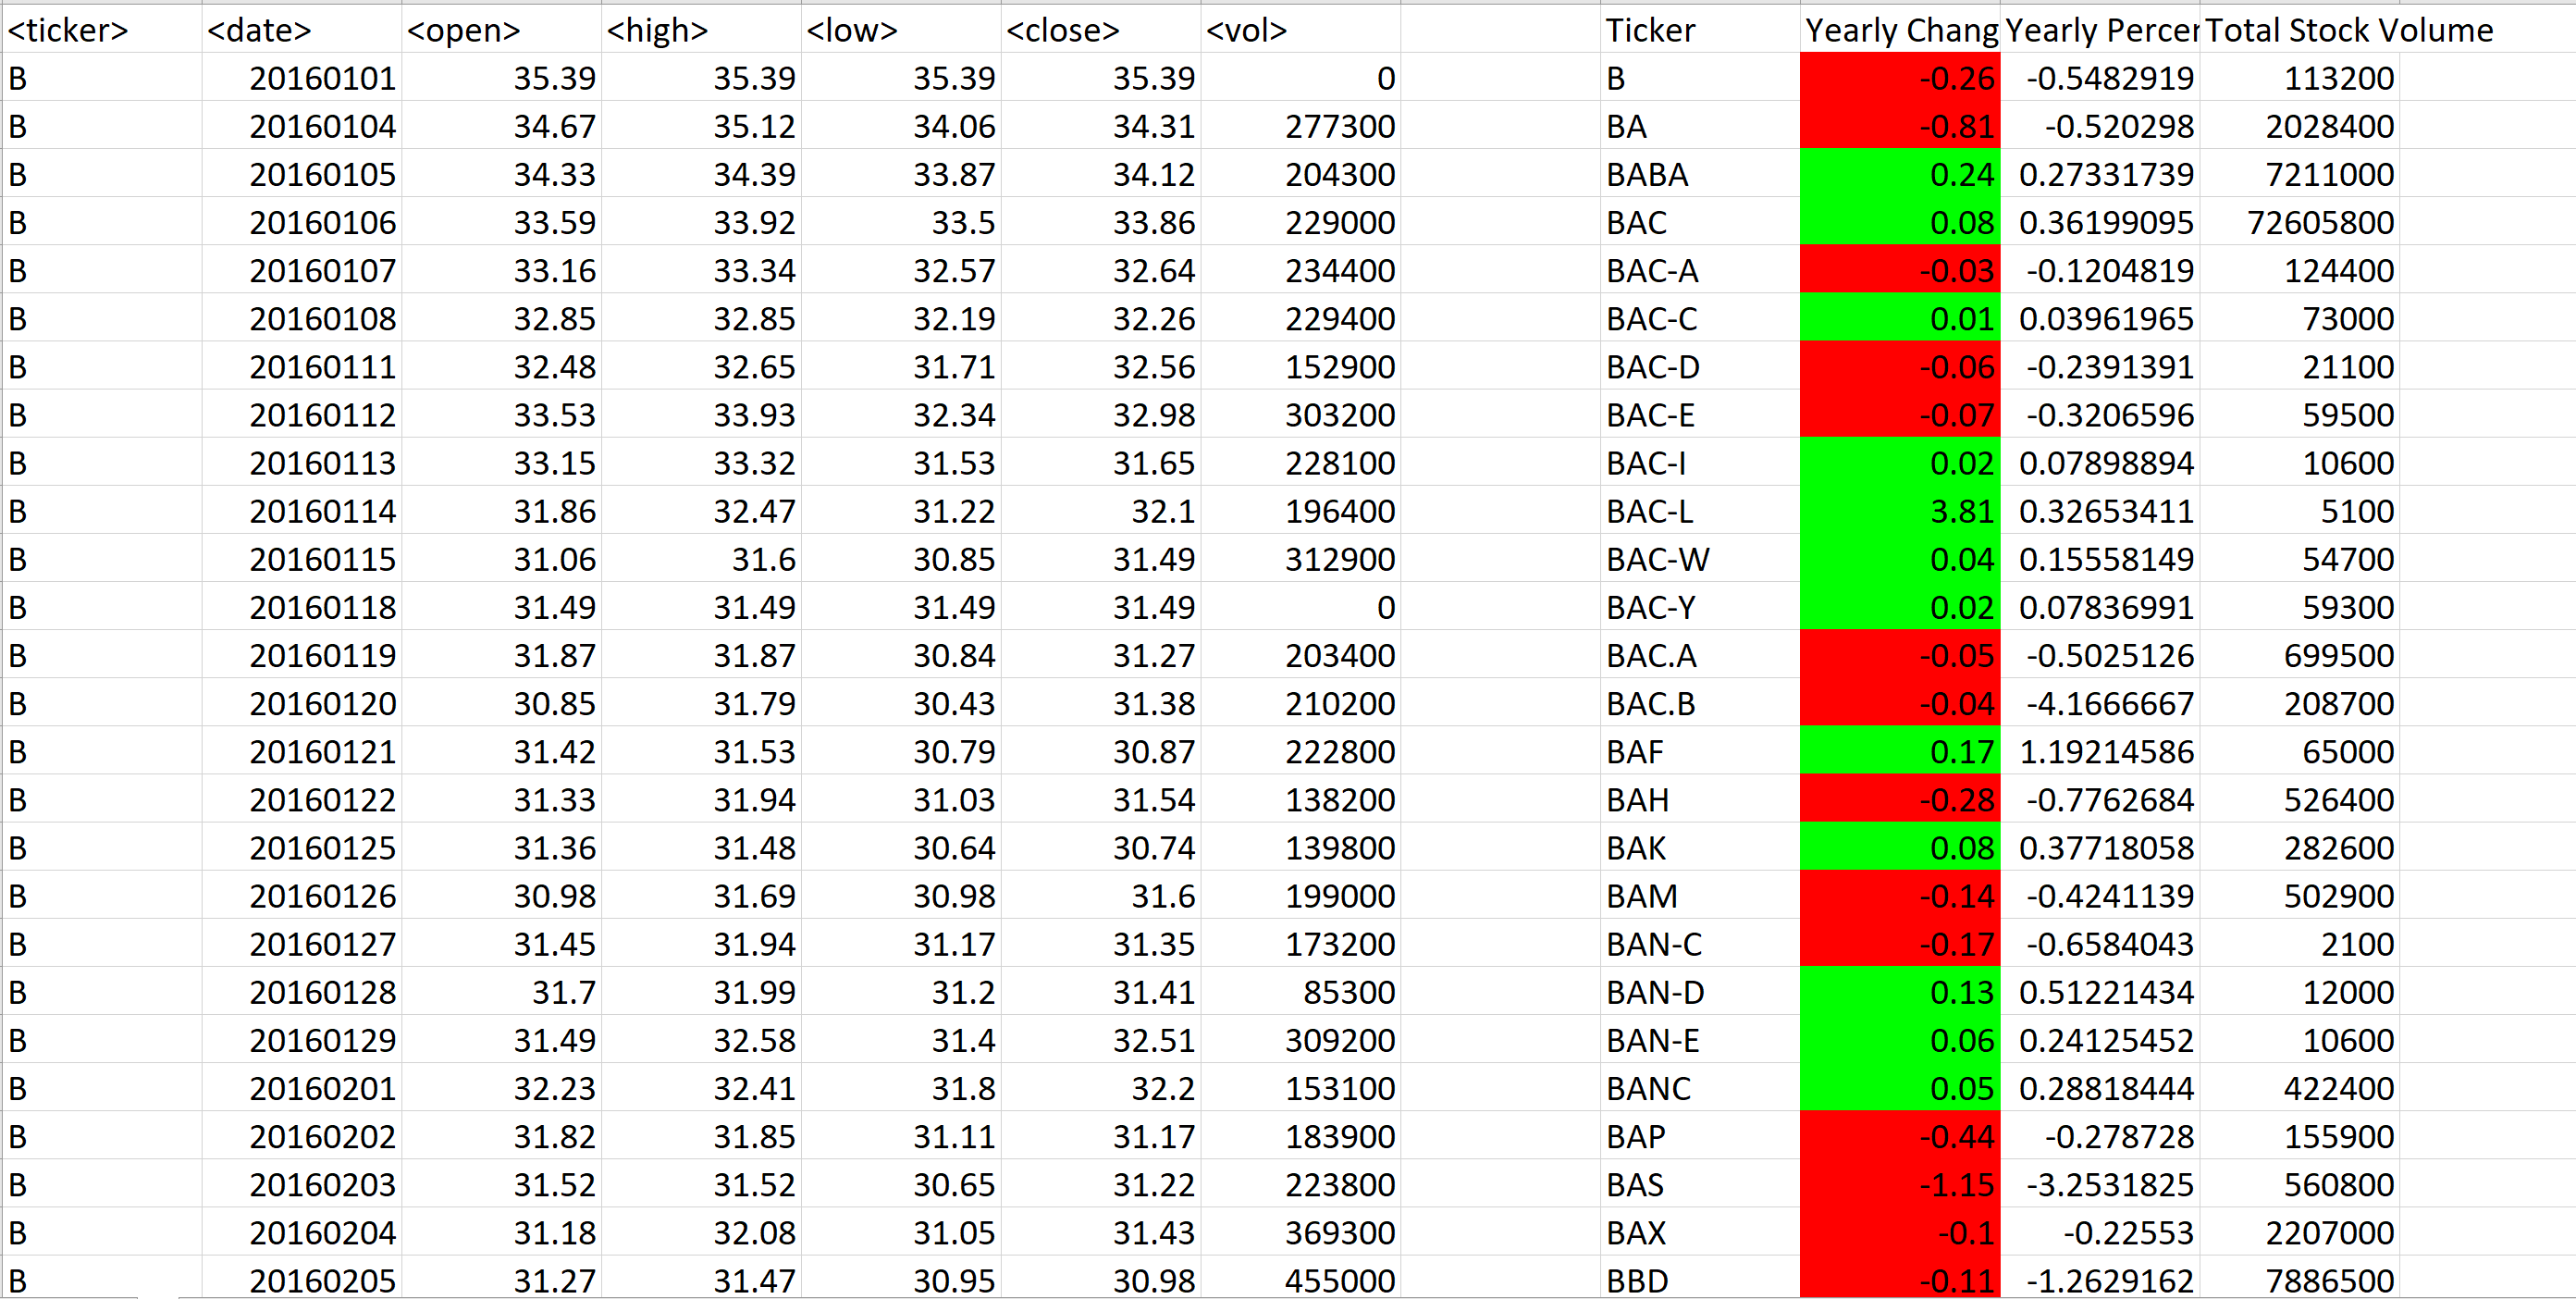 <ticker> <date> <open> <high> <low> <close> <vol> Ticker Yearly Chang Yearly Percer Total Stock Volume
B 20160101 35.39 35.39 35.39 35.39 0 B -0.26 -0.5482919 113200
B 20160104 34.67 35.12 34.06 34.31 277300 BA -0.81 -0.520298 2028400
B 20160105 34.33 34.39 33.87 34.12 204300 BABA 0.24 0.27331739 7211000
B 20160106 33.59 33.92 33.5 33.86 229000 BAC 0.08 0.36199095 72605800
B 20160107 33.16 33.34 32.57 32.64 234400 BAC-A -0.03 -0.1204819 124400
B 20160108 32.85 32.85 32.19 32.26 229400 BAC-C 0.01 0.03961965 73000
B 20160111 32.48 32.65 31.71 32.56 152900 BAC-D -0.06 -0.2391391 21100
B 20160112 33.53 33.93 32.34 32.98 303200 BAC-E -0.07 -0.3206596 59500
B 20160113 33.15 33.32 31.53 31.65 228100 BAC-I 0.02 0.07898894 10600
B 20160114 31.86 32.47 31.22 32.1 196400 BAC-L 3.81 0.32653411 5100
B 20160115 31.06 31.6 30.85 31.49 312900 BAC-W 0.04 0.15558149 54700
B 20160118 31.49 31.49 31.49 31.49 0 BAC-Y 0.02 0.07836991 59300
B 20160119 31.87 31.87 30.84 31.27 203400 BAC.A -0.05 -0.5025126 699500
B 20160120 30.85 31.79 30.43 31.38 210200 BAC.B -0.04 -4.1666667 208700
B 20160121 31.42 31.53 30.79 30.87 222800 BAF 0.17 1.19214586 65000
B 20160122 31.33 31.94 31.03 31.54 138200 BAH -0.28 -0.7762684 526400
B 20160125 31.36 31.48 30.64 30.74 139800 BAK 0.08 0.37718058 282600
B 20160126 30.98 31.69 30.98 31.6 199000 BAM -0.14 -0.4241139 502900
B 20160127 31.45 31.94 31.17 31.35 173200 BAN-C -0.17 -0.6584043 2100
B 20160128 31.7 31.99 31.2 31.41 85300 BAN-D 0.13 0.51221434 12000
B 20160129 31.49 32.58 31.4 32.51 309200 BAN-E 0.06 0.24125452 10600
B 20160201 32.23 32.41 31.8 32.2 153100 BANC 0.05 0.28818444 422400
B 20160202 31.82 31.85 31.11 31.17 183900 BAP -0.44 -0.278728 155900
B 20160203 31.52 31.52 30.65 31.22 223800 BAS -1.15 -3.2531825 560800
B 20160204 31.18 32.08 31.05 31.43 369300 BAX -0.1 -0.22553 2207000
B 20160205 31.27 31.47 30.95 30.98 455000 BBD -0.11 -1.2629162 7886500